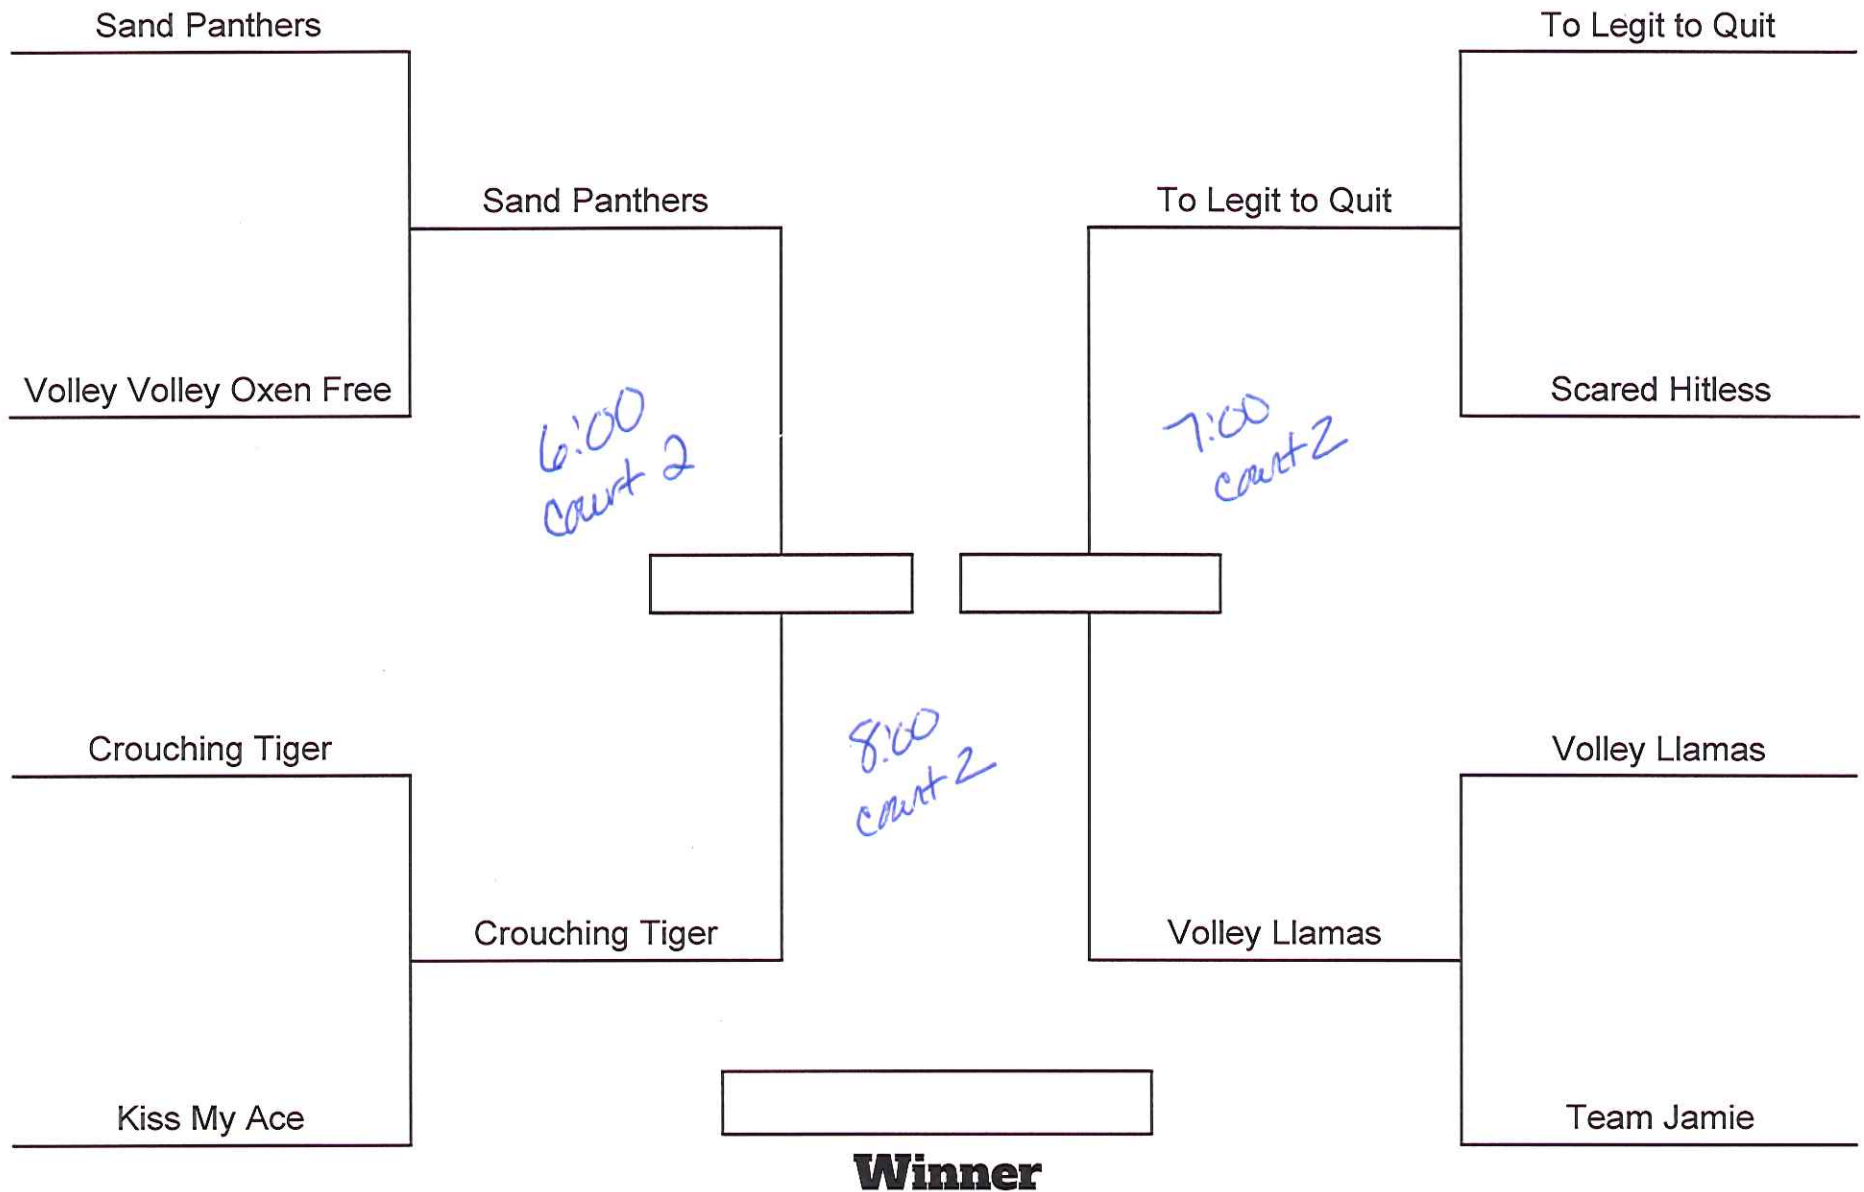 Sand Panthers
To Legit to Quit
Sand Panthers
To Legit to Quit
Volley Volley Oxen Free
Scared Hitless
6:00
court 2
7:00
court 2
8:00
court 2
Crouching Tiger
Volley Llamas
Crouching Tiger
Volley Llamas
Kiss My Ace
Team Jamie
Winner